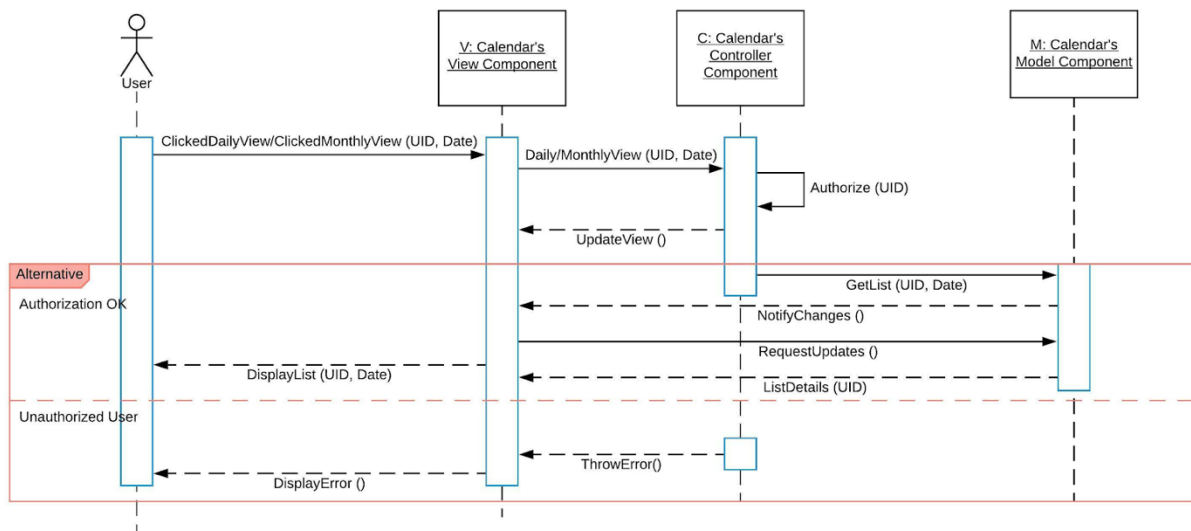 User
V: Calendar's
View Component
C: Calendar's
Controller
Component
M: Calendar's
Model Component
ClickedDailyView/ClickedMonthlyView (UID, Date)
Daily/MonthlyView (UID, Date)
Authorize (UID)
UpdateView ()
Alternative
Authorization OK
GetList (UID, Date)
NotifyChanges ()
RequestUpdates ()
DisplayList (UID, Date)
ListDetails (UID)
Unauthorized User
ThrowError()
DisplayError ()